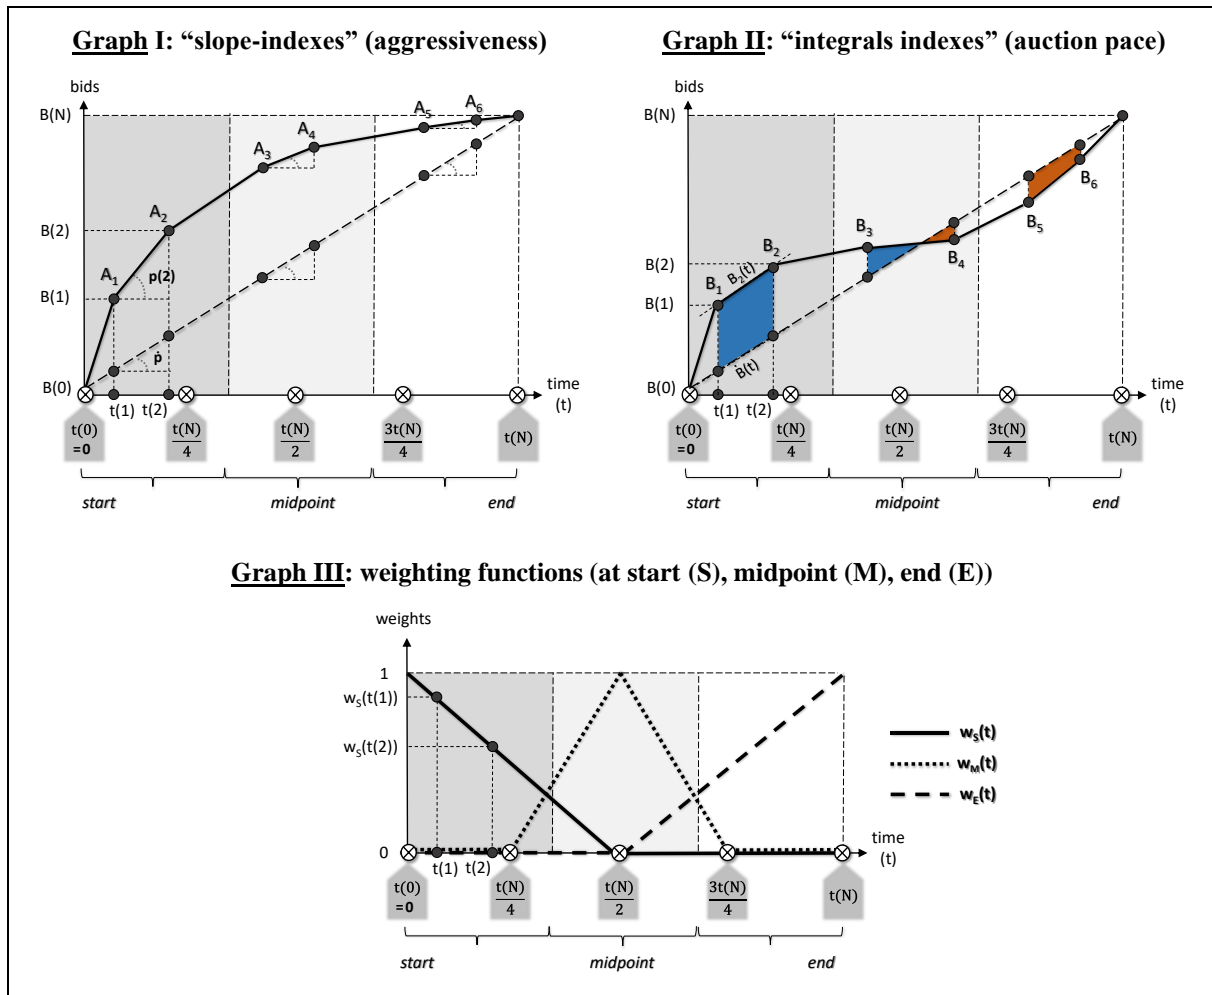 Graph I: “slope-indexes” (aggressiveness)
bids
B(N)
A5
A6
A4
A3
A2
B(2)
A1
p(2)
B(1)
ṗ
B(0)
time
(t)
t(1)
t(2)
t(0)
=0
t(N)
4
t(N)
2
3t(N)
4
t(N)
start
midpoint
end
Graph II: “integrals indexes” (auction pace)
bids
B(N)
B6
B3
B5
B2
B4
B(2)
B2(t)
B1
B(1)
Ḃ(t)
B(0)
time
(t)
t(1)
t(2)
t(0)
=0
t(N)
4
t(N)
2
3t(N)
4
t(N)
start
midpoint
end
Graph III: weighting functions (at start (S), midpoint (M), end (E))
weights
1
wS(t(1))
wS(t(2))
wS(t)
wM(t)
wE(t)
0
time
(t)
t(1)
t(2)
t(0)
=0
t(N)
4
t(N)
2
3t(N)
4
t(N)
start
midpoint
end